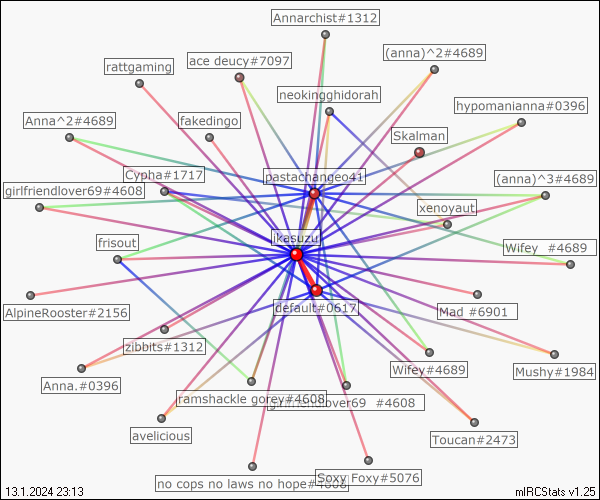 Annarchist#1312
(anna)^2#4689
ace deucy#7097
rattgaming
neokingghidorah
hypomanianna#0396
Anna^2#4689
fakedingo
Skalman
Cypha#1717
pastachangeo41
(anna)^3#4689
girlfriendlover69#4608
xenoyaut
ikasuzu
frisout
Wifey #4689
default#0617
AlpineRooster#2156
Mad #6901
zibbits#1312
Wifey#4689
Mushy#1984
Anna.#0396
ramshackle gorey#4608
girlfriendlover69 #4608
avelicious
Toucan#2473
Soxy Foxy#5076
no cops no laws no hope#4608
13.1.2024 23:13
mIRCStats v1.25